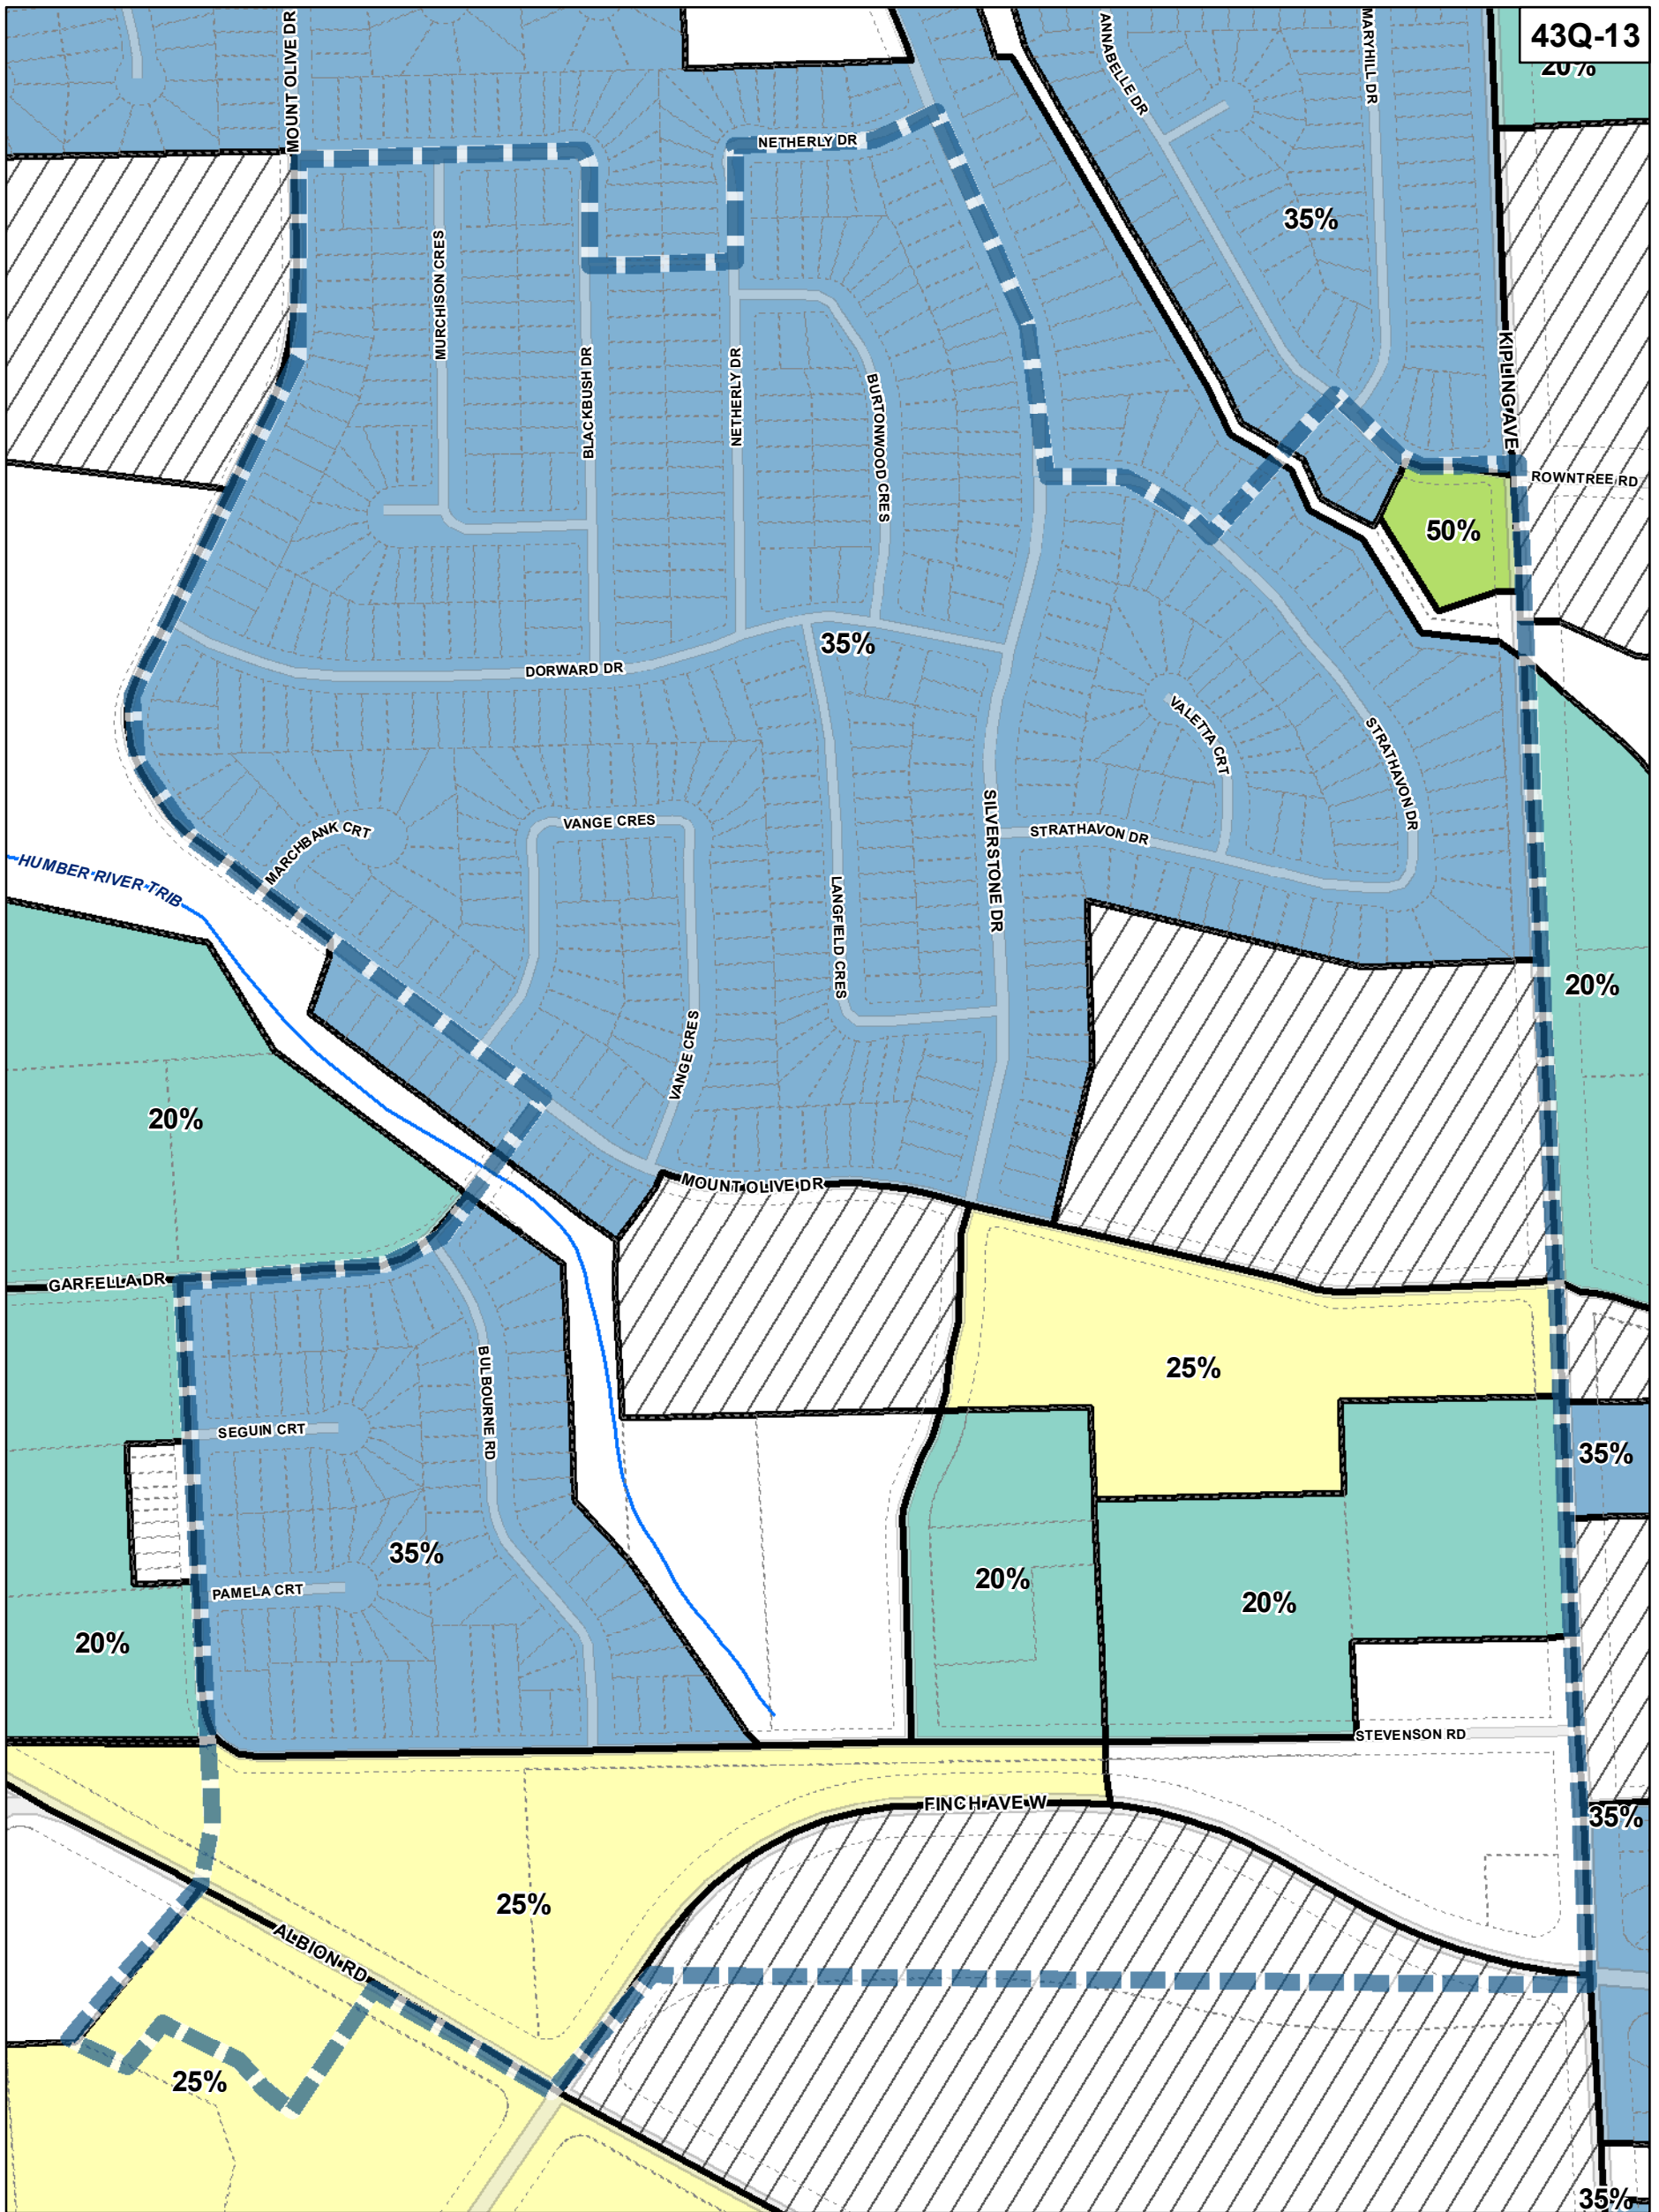 43Q-13
20%
MOUNT OLIVE DR
ANNABELLE DR
MARYHILL DR
NETHERLY DR
35%
MURCHISON CRES
BLACKBUSH DR
NETHERLY DR
BURTONWOOD CRES
KIPLING AVE
ROWNTREE RD
50%
35%
DORWARD DR
VALETTA CRT
STRATHAVON DR
MARCHBANK CRT
VANGE CRES
SILVERSTONE DR
STRATHAVON DR
HUMBER RIVER TRIB
LANGFIELD CRES
20%
VANGE CRES
20%
MOUNT OLIVE DR
GARFELLA DR
25%
BULBOURNE RD
SEGUIN CRT
35%
35%
20%
PAMELA CRT
20%
20%
STEVENSON RD
FINCH AVE W
35%
25%
ALBION RD
25%
35%